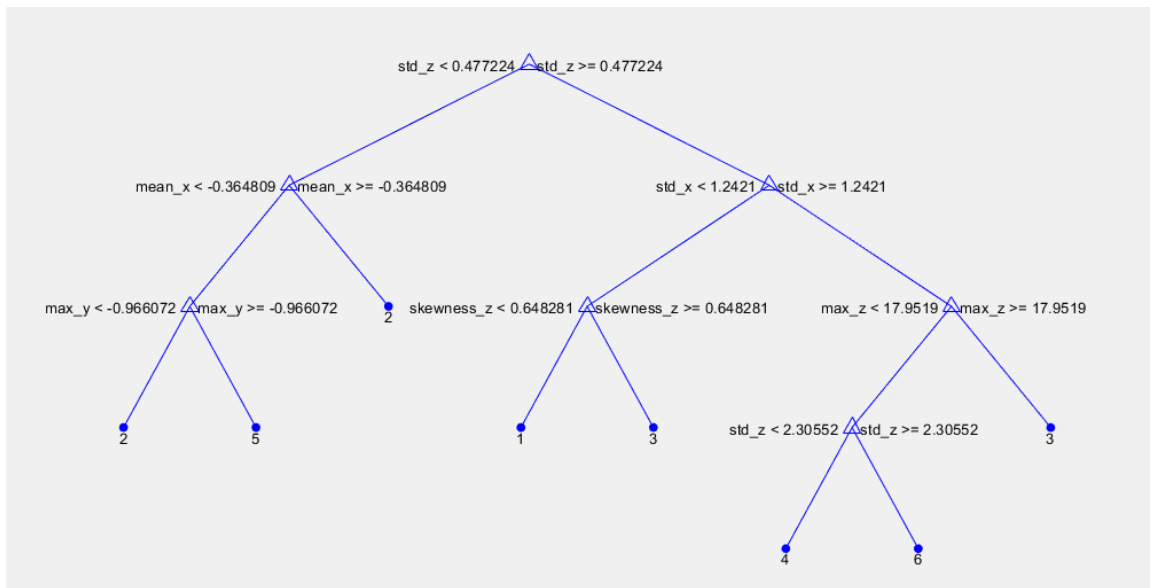 std_z < 0.477224 std_z >= 0.477224
mean_x < -0.364809 mean_x >= -0.364809 std_x < 1.2421 std_x >= 1.2421
max_y < -0.966072 max_y >= -0.966072 2 skewness_z < 0.648281 skewness_z >= 0.648281 max_z < 17.9519 max_z >= 17.9519
2 5 1 3 std_z < 2.30552 std_z >= 2.30552 3
4 6